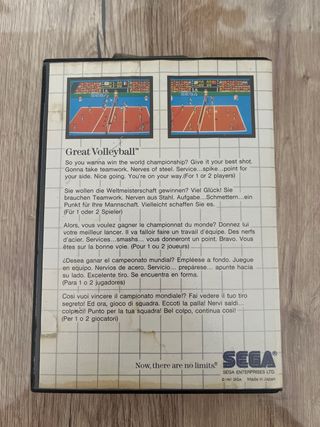 Great Volleyball™
So you wanna win the world championship? Give it your best shot.
Gonna take teamwork. Nerves of steel. Service...spike...point for
your side. Nice going. You're on your way.(For 1 or 2 players)
Sie wollen die Weltmeisterschaft gewinnen? Viel Glück! Sie
brauchen Teamwork. Nerven aus Stahl. Aufgabe...Schmettern...ein
Punkt für Ihre Mannschaft. Vielleicht schaffen Sie es.
(Für 1 oder 2 Spieler)
Alors, vous voulez gagner le championnat du monde? Donnez lui
votre meilleur lancer. Il va falloir faire un travail d'équipe. Des nerfs
d'acier. Services...smashs... vous donneront un point. Bravo. Vous
êtes sur la bonne voie. (Pour 1 ou 2 joueurs)
¿Desea ganar el campeonato mundial? Empléese a fondo. Juegue
en equipo. Nervios de acero. Servicio... prepárese... apunte hacia
su lado. Excelente tiro. Se encuentra en forma.
(Para 1 o 2 jugadores)
Così vuoi vincere il campionato mondiale? Fai vedere il tuo tiro
segreto! Ed ora, gioco di squadra. Eccoti la palla! Nervi saldi...
colpisci! Punto per la tua squadra! Bel colpo, continua così!
(Per 1 o 2 giocatori)
Now, there are no limits.
SEGA®
SEGA ENTERPRISES LTD.
© 1987 SEGA Made in Japan